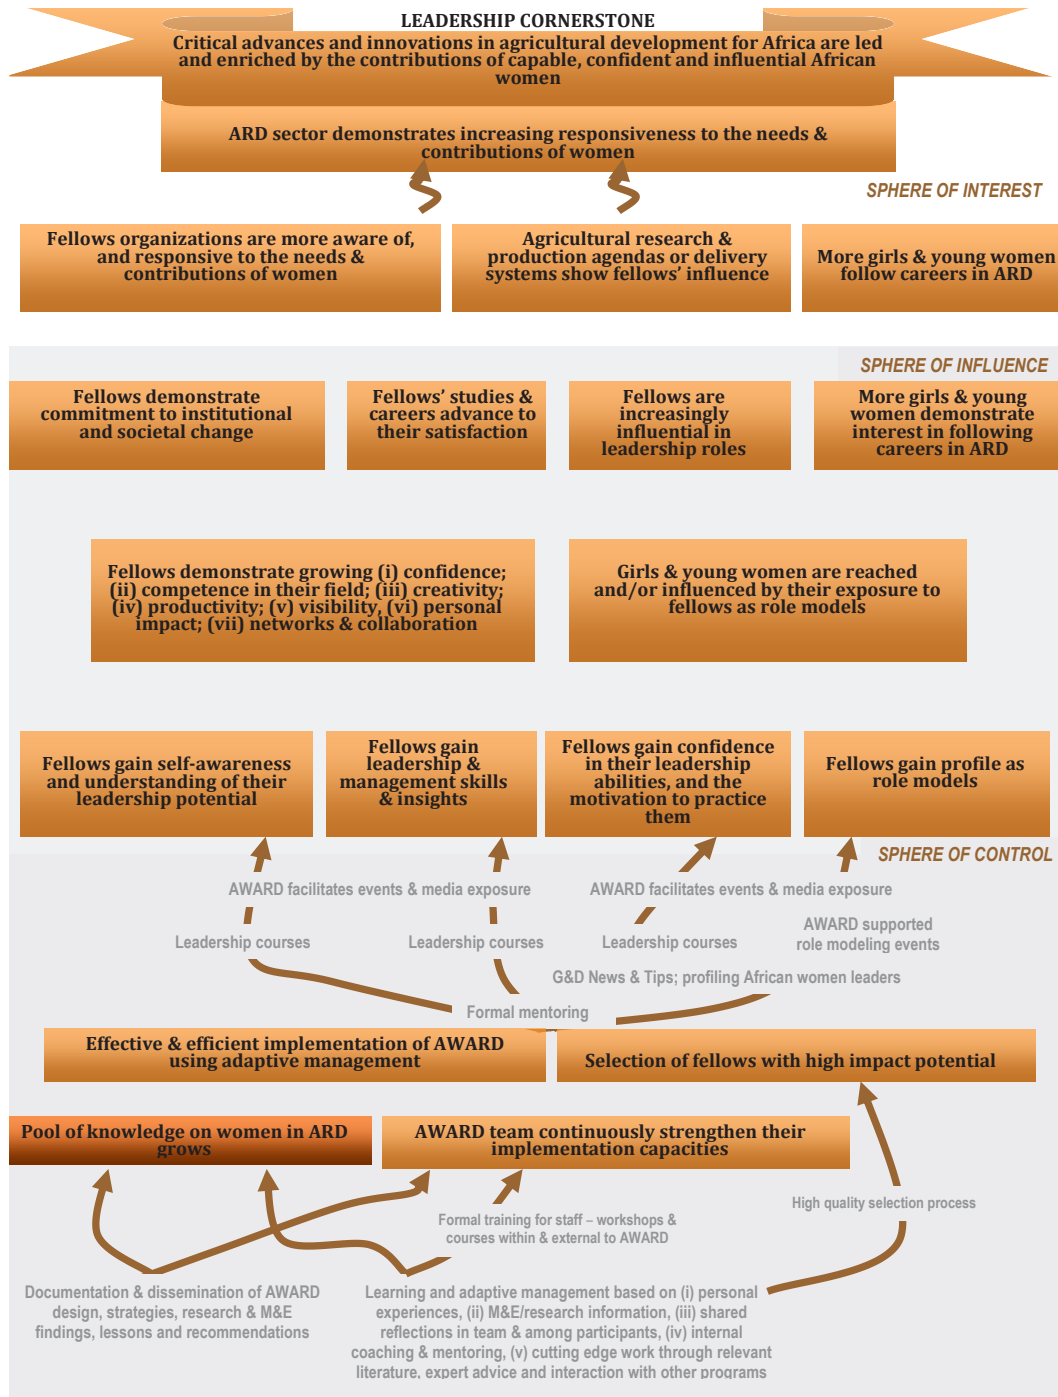 LEADERSHIP CORNERSTONE
Critical advances and innovations in agricultural development for Africa are led
and enriched by the contributions of capable, confident and influential African
women
ARD sector demonstrates increasing responsiveness to the needs &
contributions of women
SPHERE OF INTEREST
Fellows organizations are more aware of,
and responsive to the needs &
contributions of women
Agricultural research &
production agendas or delivery
systems show fellows' influence
More girls & young women
follow careers in ARD
SPHERE OF INFLUENCE
Fellows demonstrate
commitment to institutional
and societal change
Fellows' studies &
careers advance to
their satisfaction
Fellows are
increasingly
influential in
leadership roles
More girls & young
women demonstrate
interest in following
careers in ARD
Fellows demonstrate growing (i) confidence;
(ii) competence in their field; (iii) creativity;
(iv) productivity; (v) visibility, (vi) personal
impact; (vii) networks & collaboration
Girls & young women are reached
and/or influenced by their exposure to
fellows as role models
Fellows gain self-awareness
and understanding of their
leadership potential
Fellows gain
leadership &
management skills
& insights
Fellows gain confidence
in their leadership
abilities, and the
motivation to practice
them
Fellows gain profile as
role models
SPHERE OF CONTROL
AWARD facilitates events & media exposure
AWARD facilitates events & media exposure
Leadership courses
Leadership courses
Leadership courses
AWARD supported
role modeling events
G&D News & Tips; profiling African women leaders
Formal mentoring
Effective & efficient implementation of AWARD
using adaptive management
Selection of fellows with high impact potential
Pool of knowledge on women in ARD
grows
AWARD team continuously strengthen their
implementation capacities
High quality selection process
Formal training for staff – workshops &
courses within & external to AWARD
Documentation & dissemination of AWARD
design, strategies, research & M&E
findings, lessons and recommendations
Learning and adaptive management based on (i) personal
experiences, (ii) M&E/research information, (iii) shared
reflections in team & among participants, (iv) internal
coaching & mentoring, (v) cutting edge work through relevant
literature, expert advice and interaction with other programs